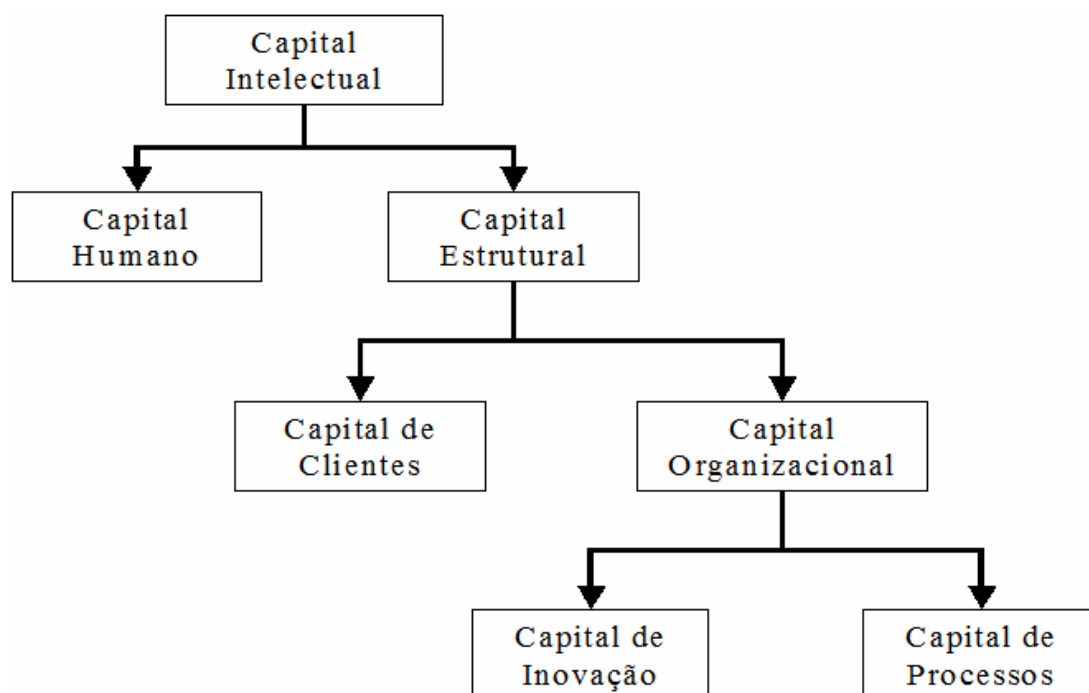 Capital
Intelectual
Capital
Humano
Capital
Estrutural
Capital de
Clientes
Capital
Organizacional
Capital de
Inovação
Capital de
Processos